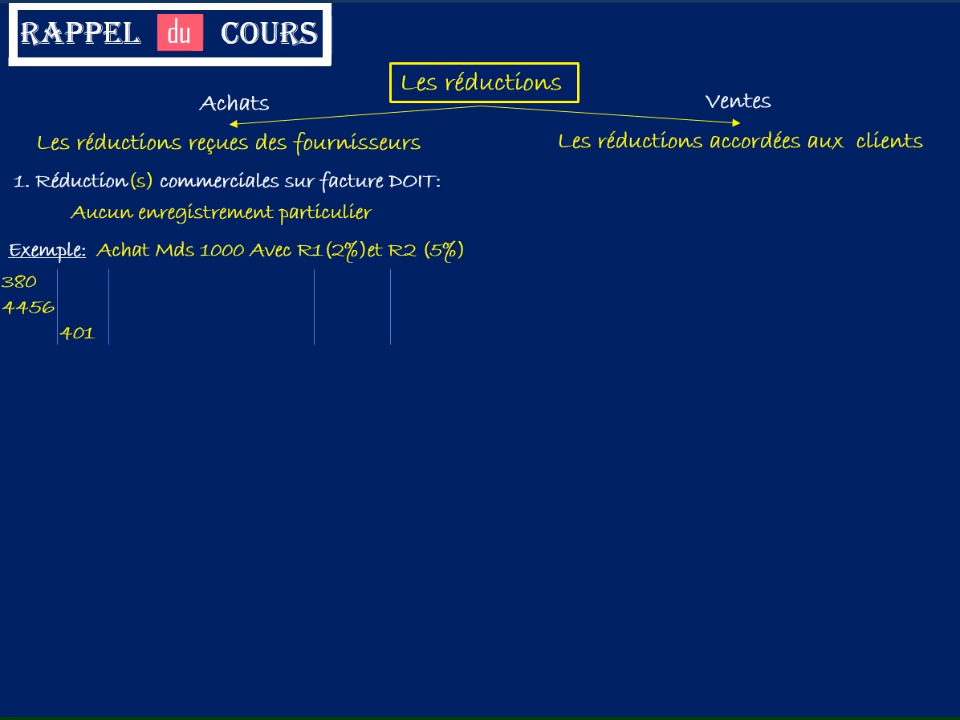 RAPPEL du COURS
Les réductions
Achats
Ventes
Les réductions reçues des fournisseurs
Les réductions accordées aux clients
1. Réduction(s) commerciales sur facture DOIT:
Aucun enregistrement particulier
Exemple: Achat Mds 1000 Avec R1(2%)et R2 (5%)
380
4456
401